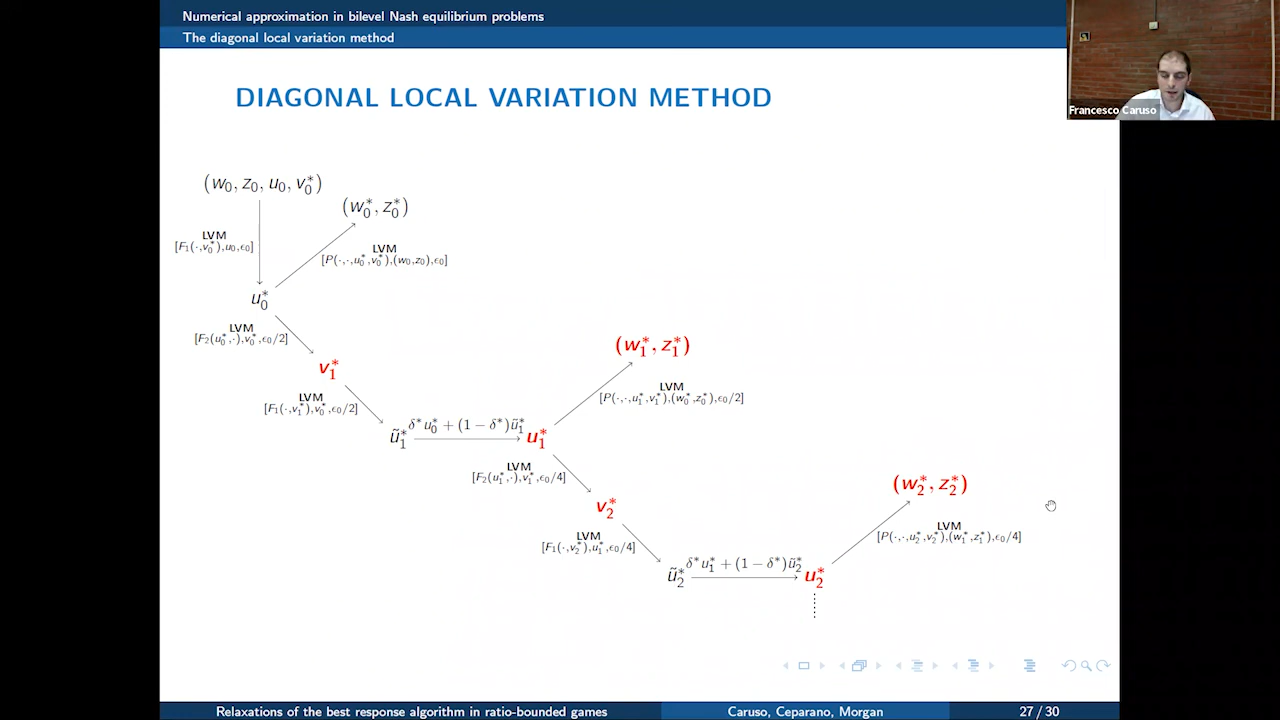 Numerical approximation in bilevel Nash equilibrium problems
The diagonal local variation method
Francesco Caruso
DIAGONAL LOCAL VARIATION METHOD
(w₀, z₀, u₀, v₀*)
(w₀*, z₀*)
LVM
[F₁(·,v₀*),u₀,ϵ₀]
LVM
[P(·,·,u₀*,v₀*),(w₀,z₀),ϵ₀]
u₀*
LVM
[F₂(u₀*,·),v₀*,ϵ₀/2]
v₁*
(w₁*, z₁*)
LVM
[F₁(·,v₁*),v₀*,ϵ₀/2]
LVM
[P(·,·,u₁*,v₁*),(w₀*,z₀*),ϵ₀/2]
ũ₁*
δ*u₀* + (1 − δ*)ũ₁*
u₁*
LVM
[F₂(u₁*,·),v₁*,ϵ₀/4]
v₂*
(w₂*, z₂*)
LVM
[F₁(·,v₂*),u₁*,ϵ₀/4]
LVM
[P(·,·,u₂*,v₂*),(w₁*,z₁*),ϵ₀/4]
ũ₂*
δ*u₁* + (1 − δ*)ũ₂*
u₂*
Relaxations of the best response algorithm in ratio-bounded games
Caruso, Ceparano, Morgan
27 / 30